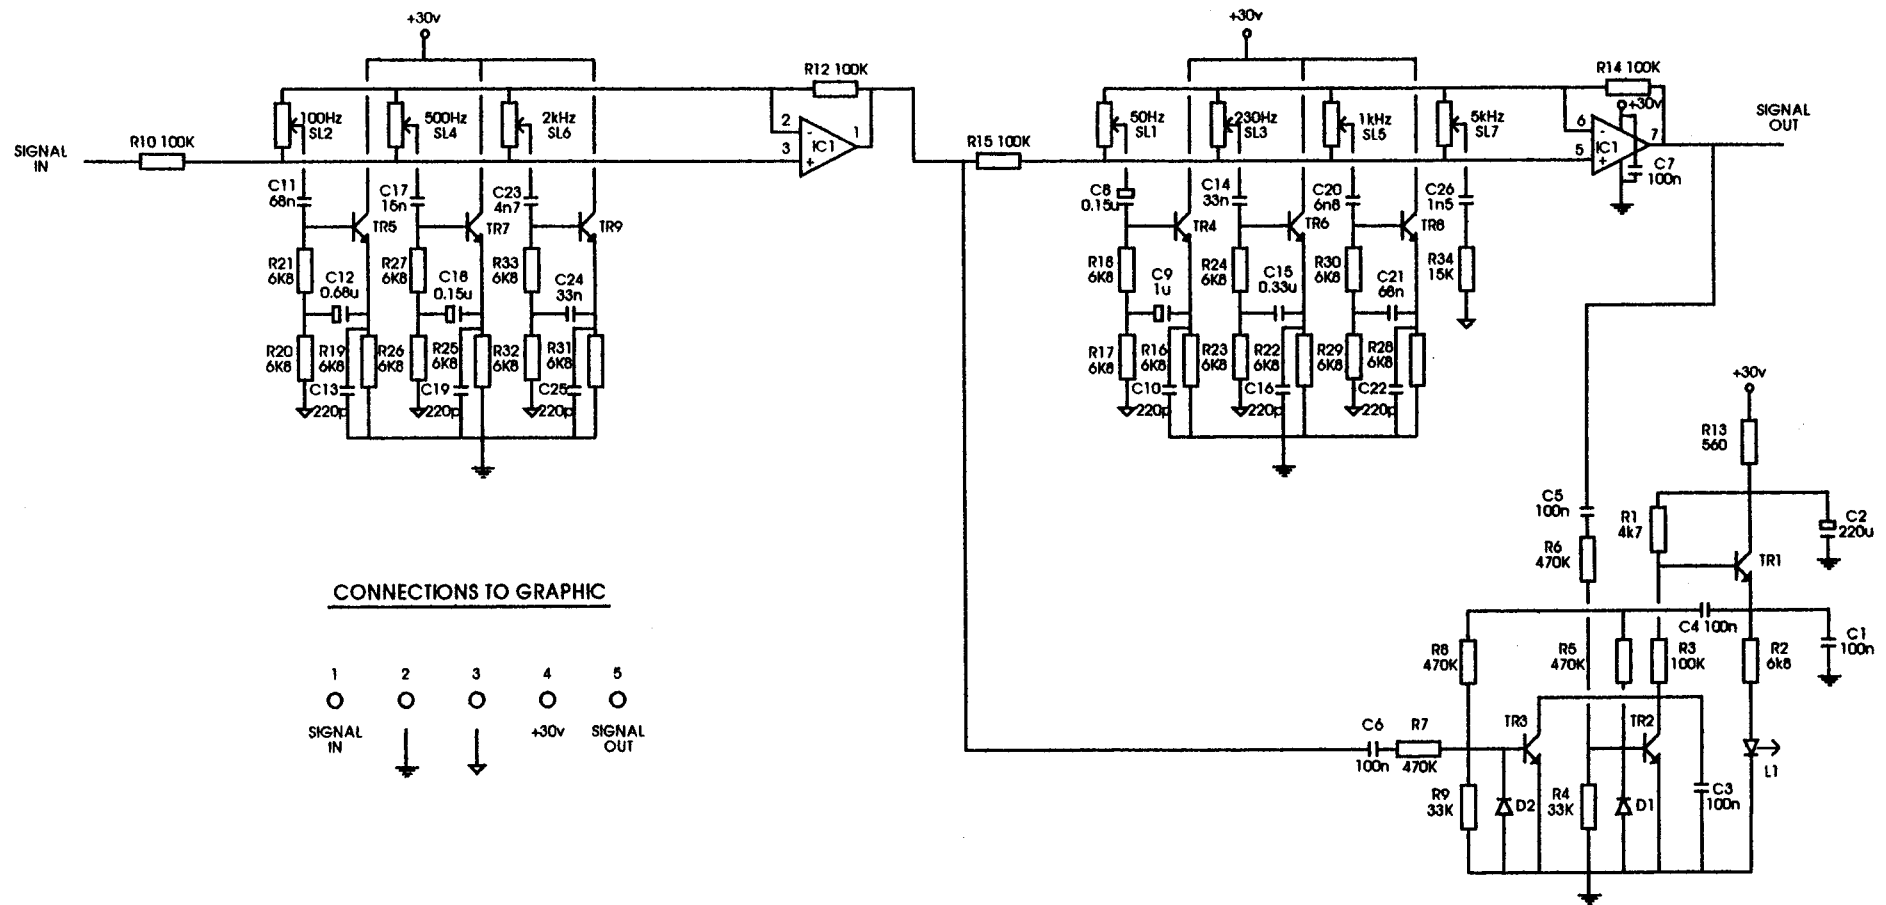 +30v
+30v
R12 100K
R14 100K
+30v
100Hz
SL2
500Hz
SL4
2kHz
SL6
50Hz
SL1
230Hz
SL3
1kHz
SL5
5kHz
SL7
SIGNAL
OUT
SIGNAL
IN
R10 100K
2
-
3
+
IC1
1
R15 100K
6
-
5
+
IC1
7
C7
100n
C11
68n
C17
15n
C23
4n7
C8
0.15u
C14
33n
C20
6n8
C26
1n5
TR5
TR7
TR9
TR4
TR6
TR8
R21
6K8
R27
6K8
R33
6K8
R18
6K8
R24
6K8
R30
6K8
R34
15K
C12
0.68u
C18
0.15u
C24
33n
C9
1u
C15
0.33u
C21
68n
R20
6K8
R19
6K8
R26
6K8
R25
6K8
R32
6K8
R31
6K8
R17
6K8
R16
6K8
R23
6K8
R22
6K8
R29
6K8
R28
6K8
C13
220p
C19
220p
C25
220p
C10
220p
C16
220p
C22
220p
+30v
R13
560
C5
100n
R1
4k7
C2
220u
R6
470K
TR1
CONNECTIONS TO GRAPHIC
C4 100n
C1
100n
R8
470K
R5
470K
R3
100K
R2
6k8
1
2
3
4
5
SIGNAL
IN
+30v
SIGNAL
OUT
C6
100n
R7
470K
TR3
TR2
L1
R9
33K
D2
R4
33K
D1
C3
100n